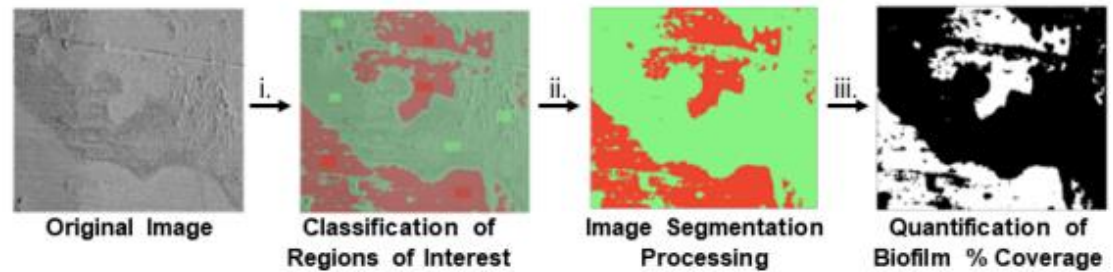 i.
ii.
iii.
Original Image
Classification of
Regions of Interest
Image Segmentation
Processing
Quantification of
Biofilm % Coverage